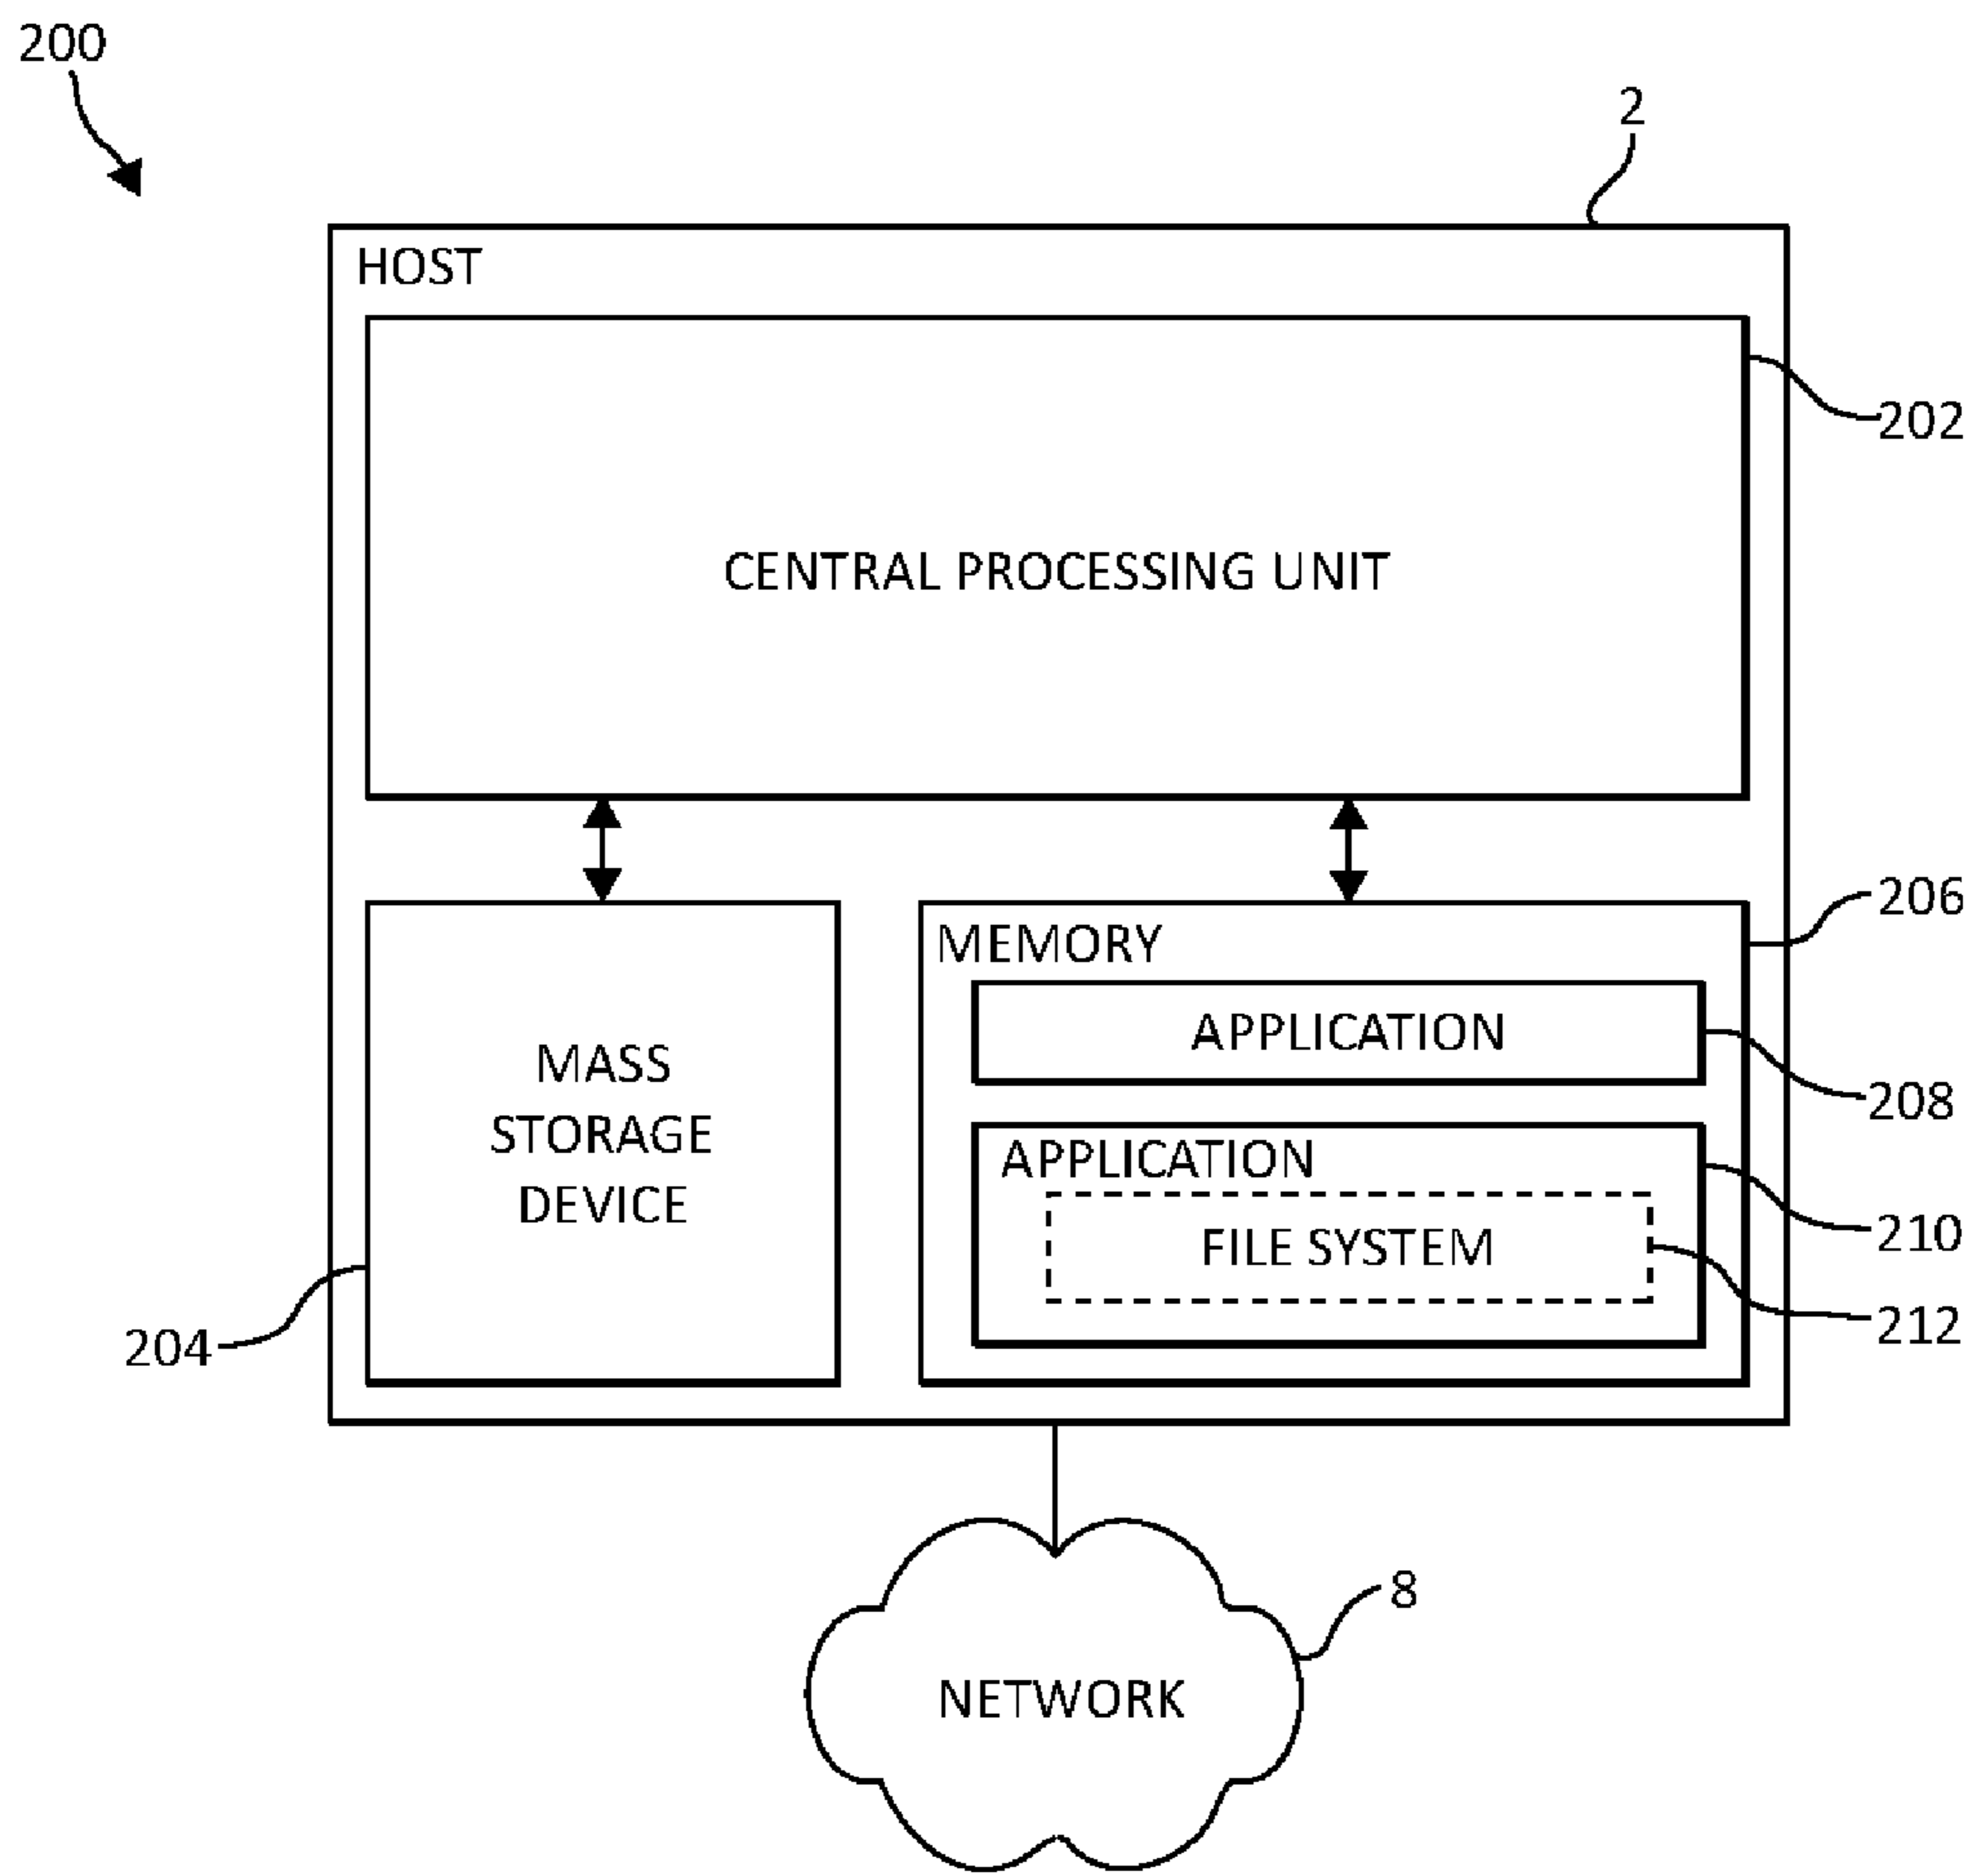 200
2
HOST
CENTRAL PROCESSING UNIT
202
206
MEMORY
APPLICATION
208
MASS
STORAGE
DEVICE
APPLICATION
210
FILE SYSTEM
212
204
8
NETWORK